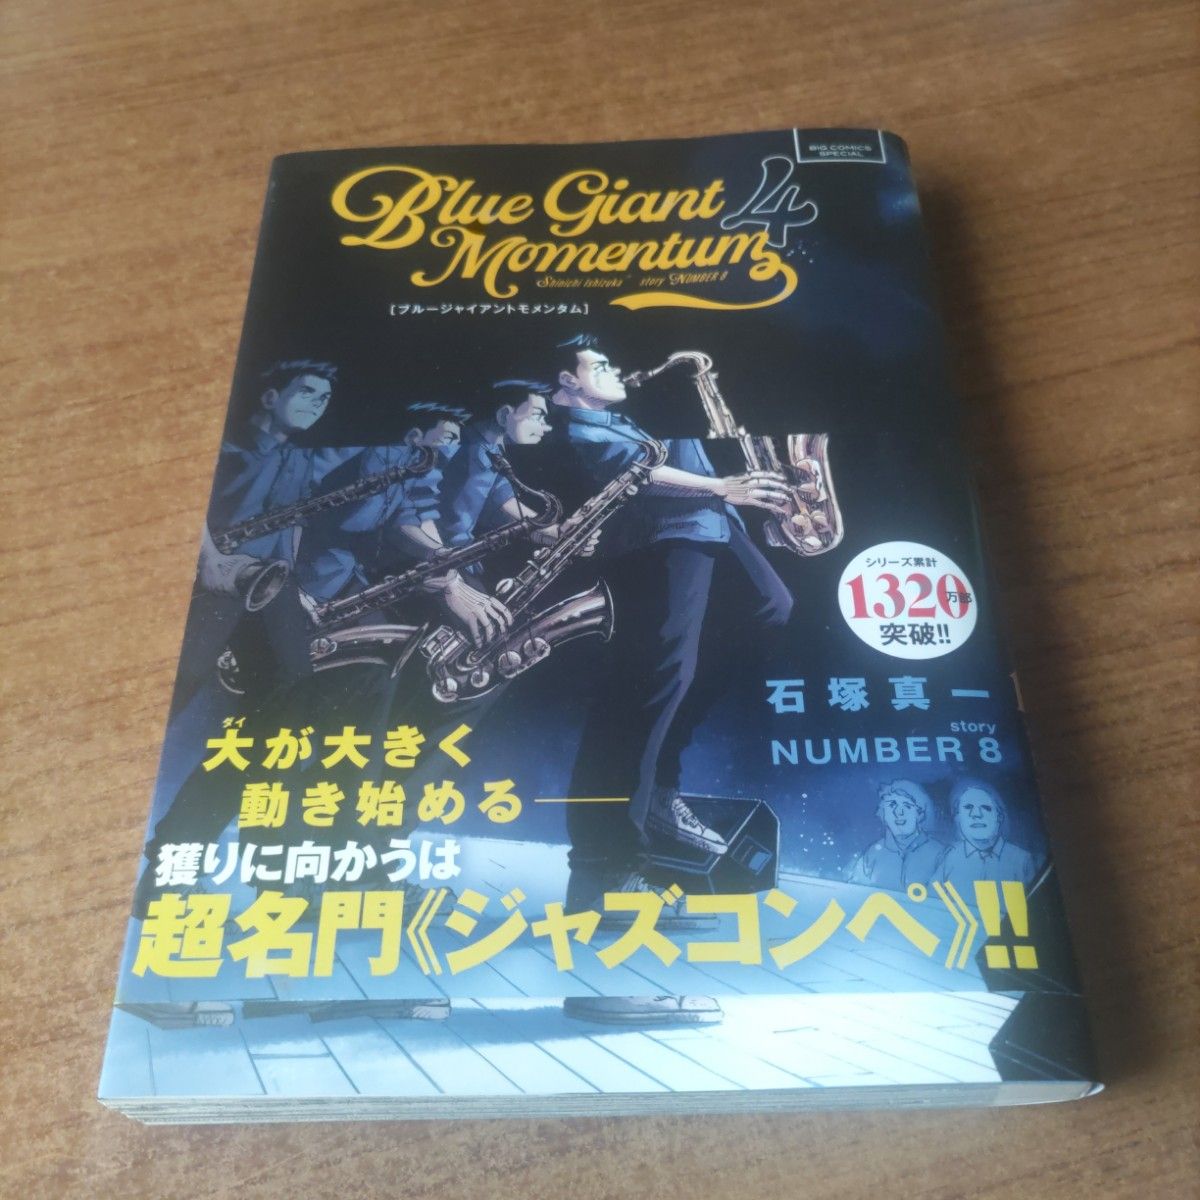 BIG COMICS
SPECIAL
Blue Giant 4
Momentum
Shinichi Ishizuka story NUMBER 8
[ブルージャイアントモメンタム]
シリーズ累計
1320万部
突破!!
石塚真一
story
NUMBER 8
ダイ
大が大きく
動き始める——
獲りに向かうは
超名門《ジャズコンペ》!!